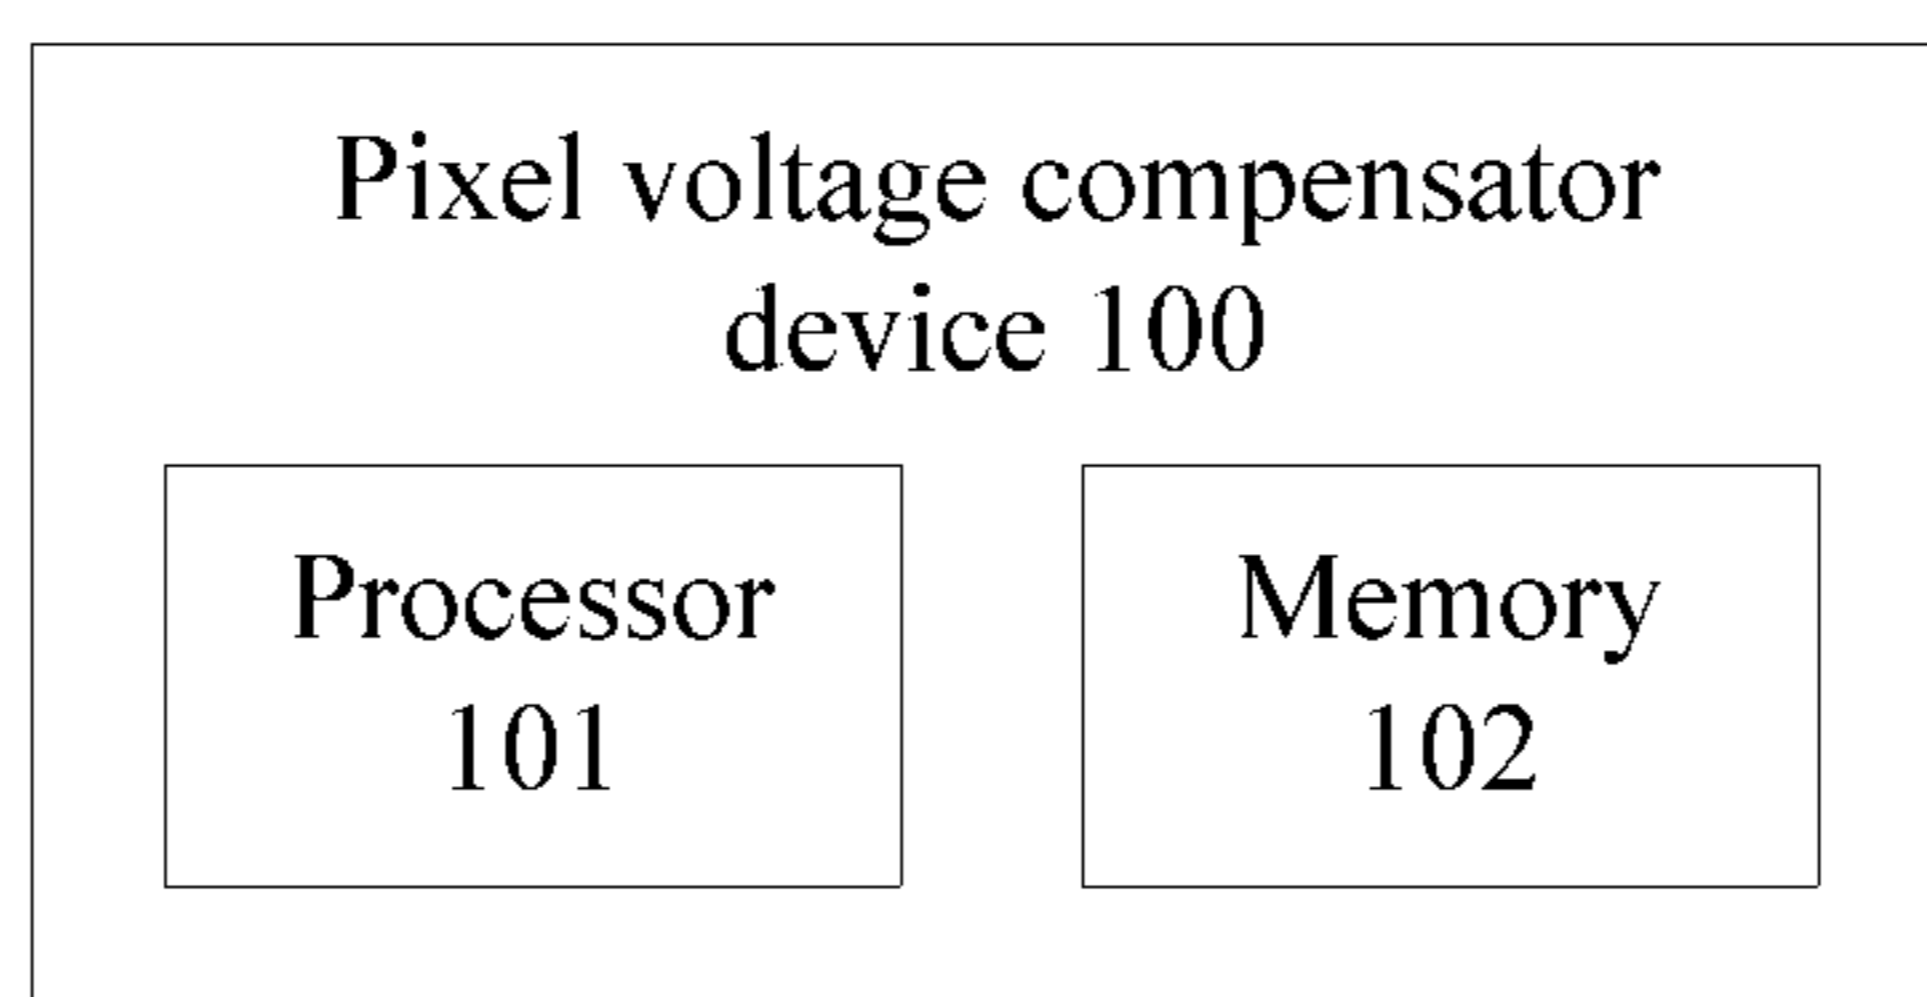 Pixel voltage compensator
device 100
Processor
101
Memory
102